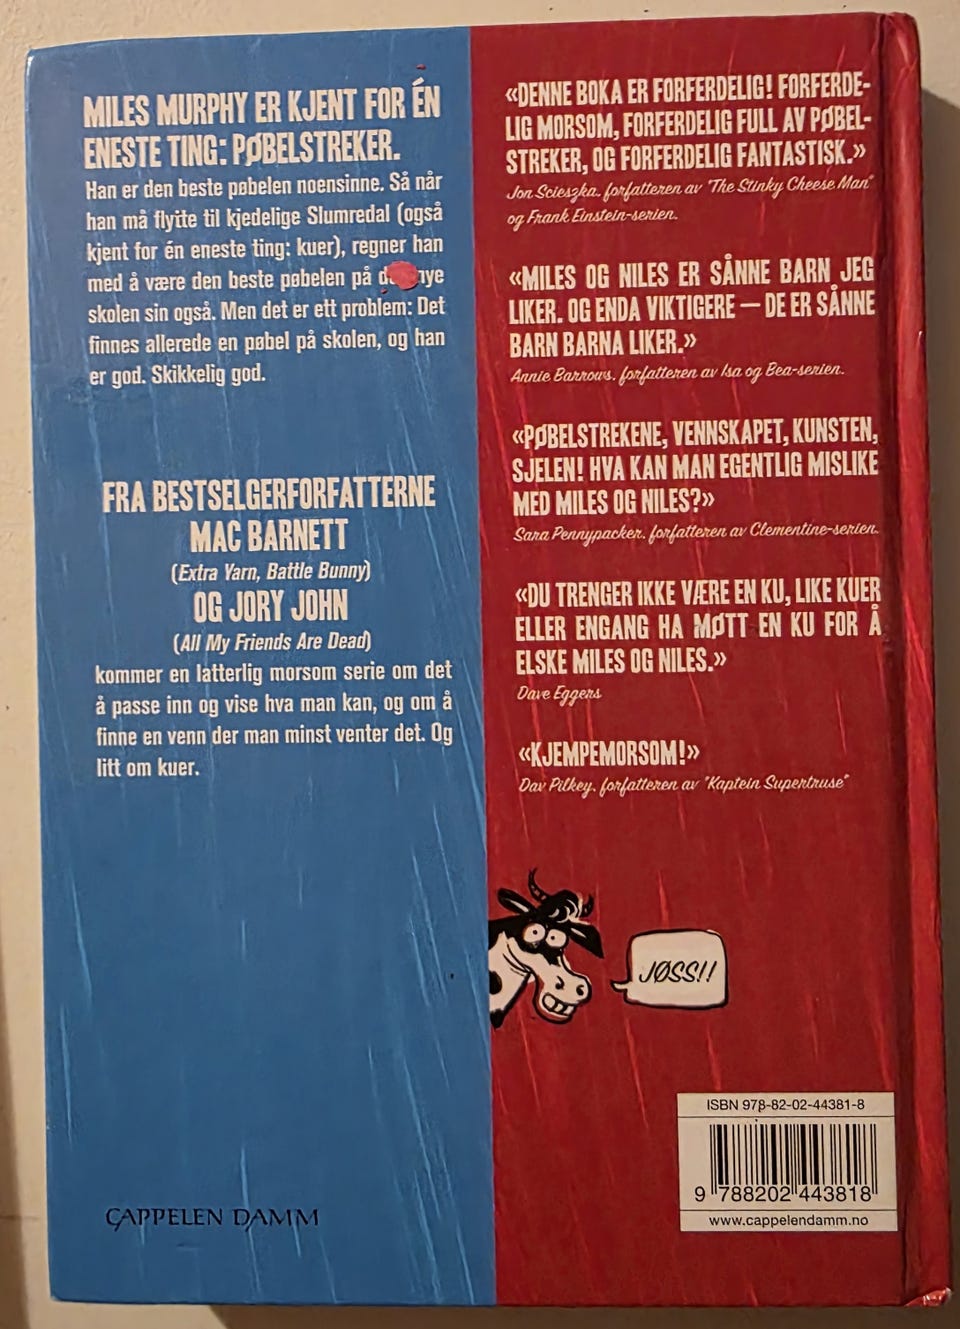 MILES MURPHY ER KJENT FOR ÉN
ENESTE TING: PØBELSTREKER.
Han er den beste pøbelen noensinne. Så når
han må flytte til kjedelige Slumredal (også
kjent for én eneste ting: kuer), regner han
med å være den beste pøbelen på
skolen sin også. Men det er ett problem: Det
finnes allerede en pøbel på skolen, og han
er god. Skikkelig god.
FRA BESTSELGERFORFATTERNE
MAC BARNETT
(Extra Yarn, Battle Bunny)
OG JORY JOHN
(All My Friends Are Dead)
kommer en latterlig morsom serie om det
å passe inn og vise hva man kan, og om å
finne en venn der man minst venter det. Og
litt om kuer.
CAPPELEN DAMM
«DENNE BOKA ER FORFERDELIG! FORFERDE-
LIG MORSOM, FORFERDELIG FULL AV PØBEL-
STREKER, OG FORFERDELIG FANTASTISK.»
Jon Scieszka, forfatteren av "The Stinky Cheese Man"
og Frank Einstein-serien.
«MILES OG NILES ER SÅNNE BARN JEG
LIKER. OG ENDA VIKTIGERE – DE ER SÅNNE
BARN BARNA LIKER.»
Annie Barrows, forfatteren av Isa og Bea-serien.
«PØBELSTREKENE, VENNSKAPET, KUNSTEN,
SJELEN! HVA KAN MAN EGENTLIG MISLIKE
MED MILES OG NILES?»
Sara Pennypacker, forfatteren av Clementine-serien.
«DU TRENGER IKKE VÆRE EN KU, LIKE KUER
ELLER ENGANG HA MØTT EN KU FOR Å
ELSKE MILES OG NILES.»
Dave Eggers
«KJEMPEMORSOM!»
Dav Pilkey, forfatteren av "Kaptein Supertruse"
JØSS!!
ISBN 978-82-02-44381-8
9 788202 443818
www.cappelendamm.no